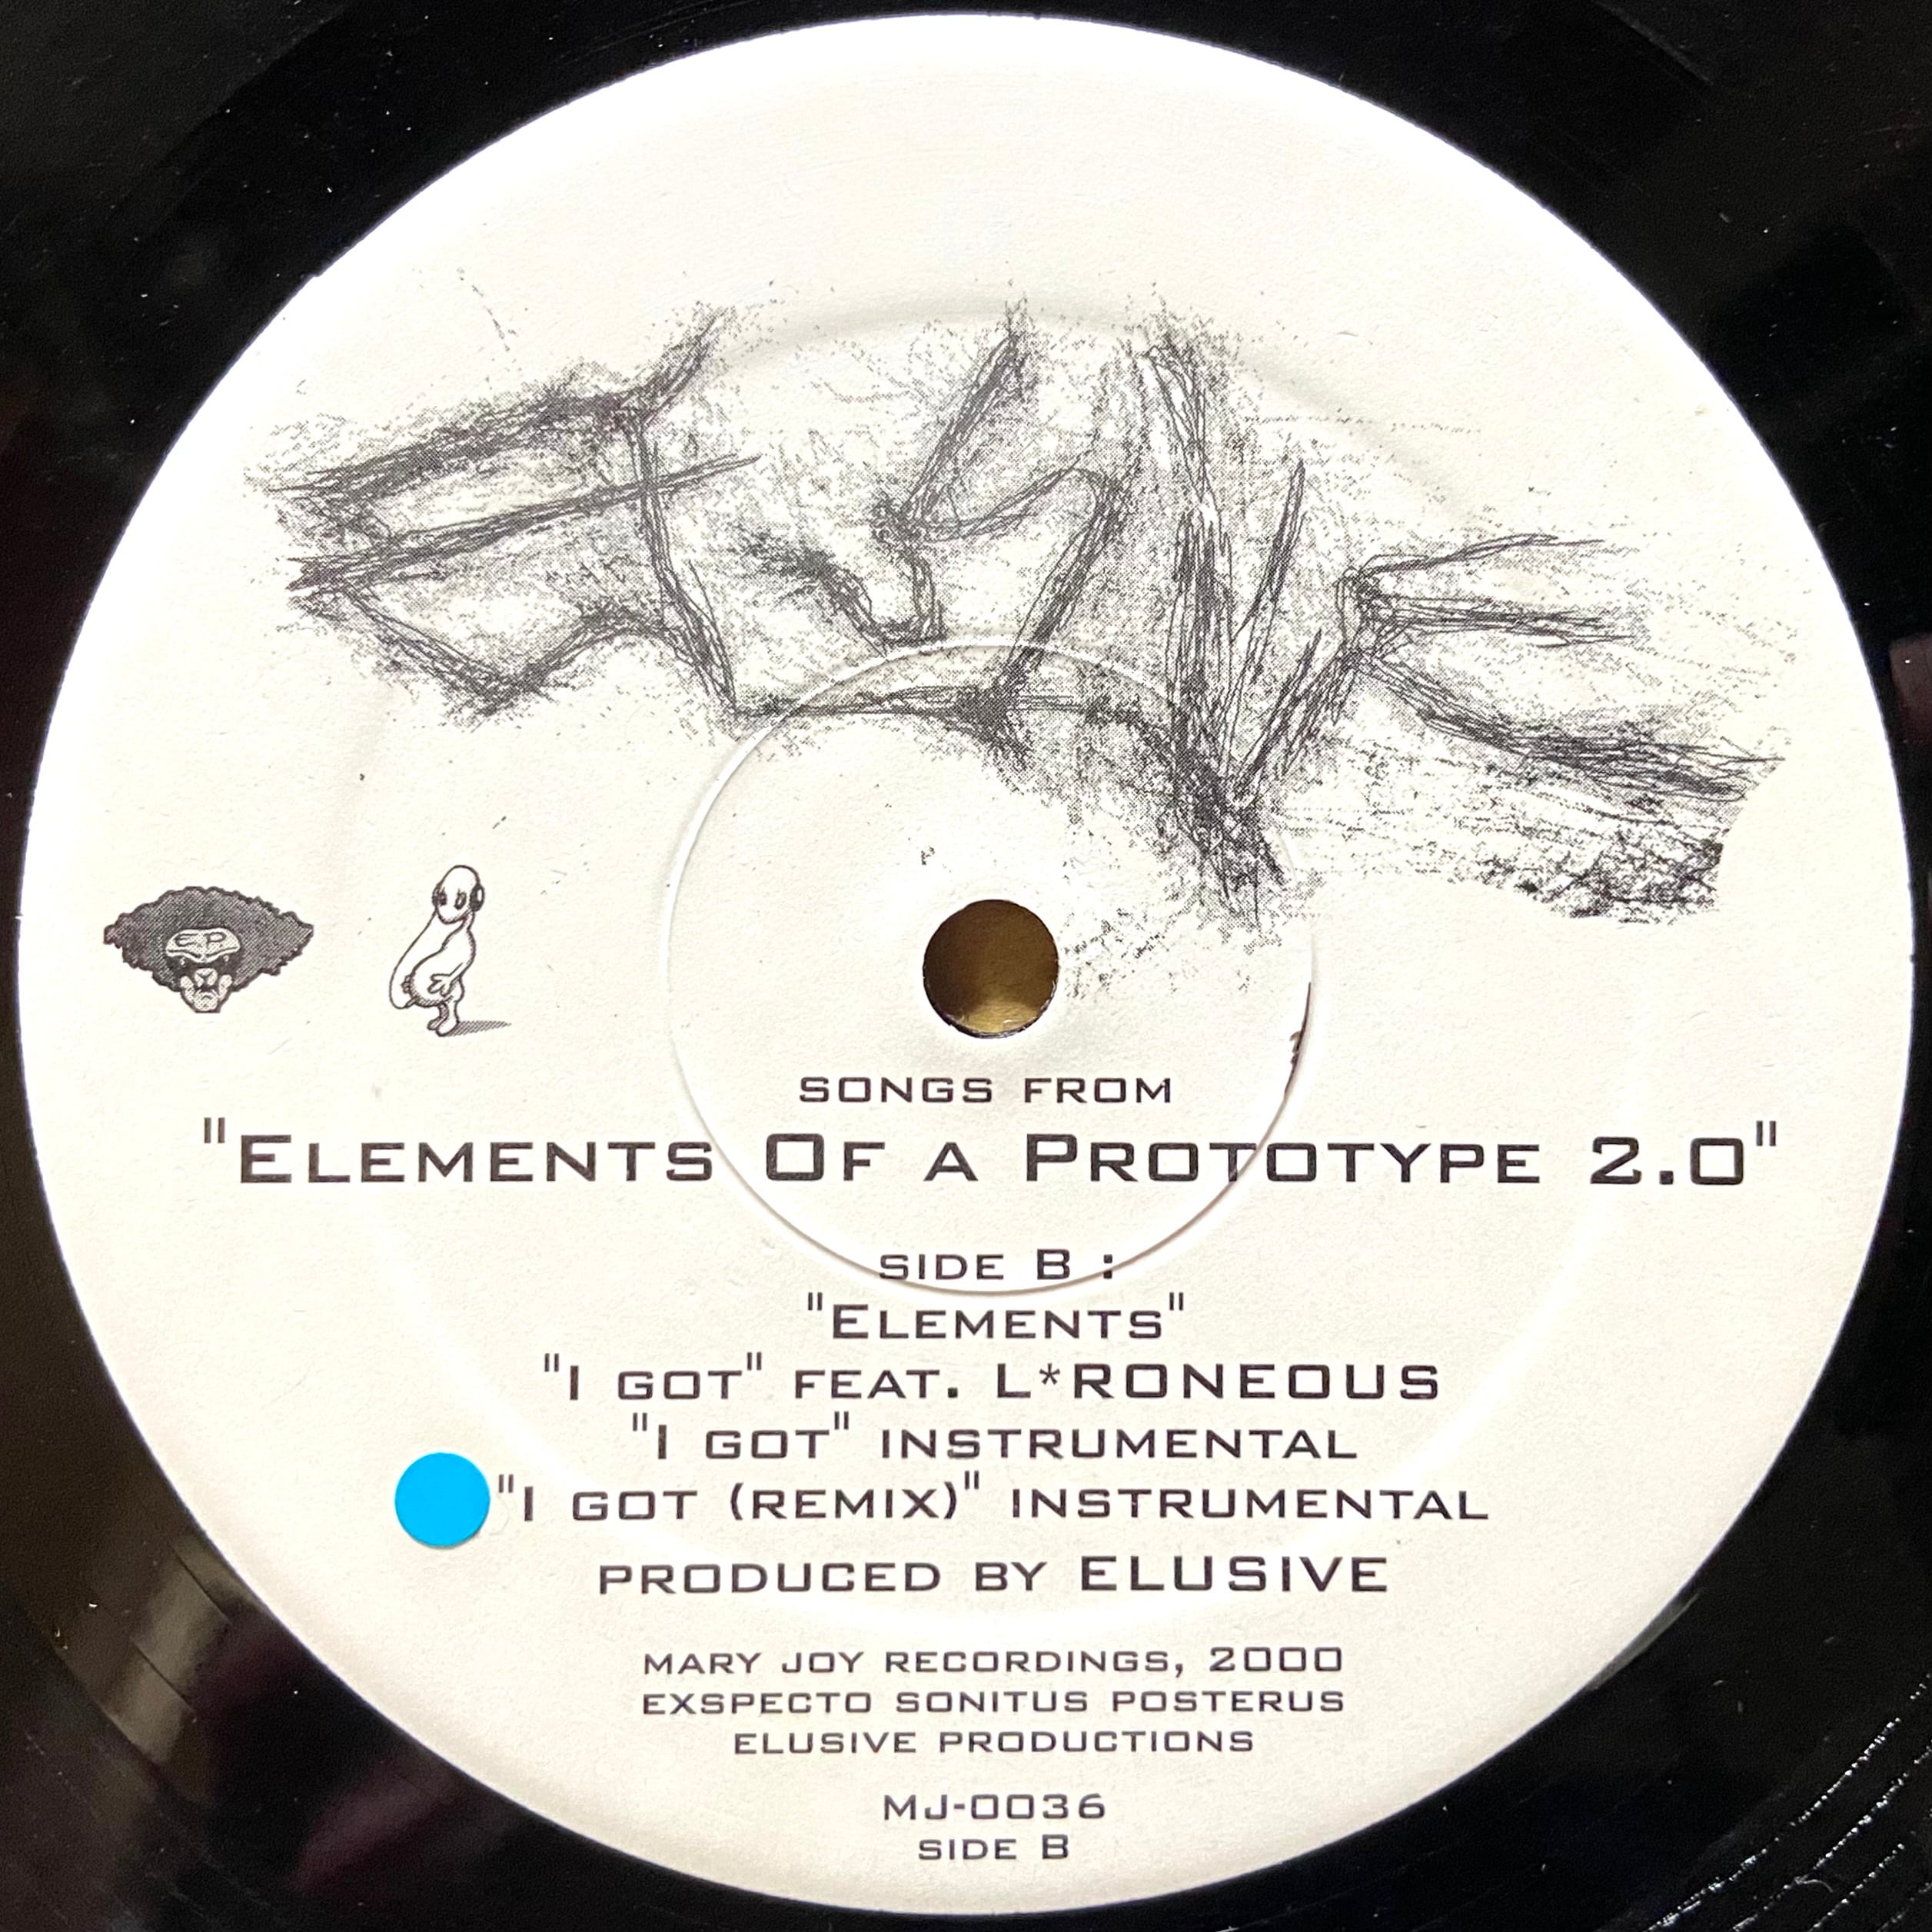 CP
SONGS FROM
"ELEMENTS OF A PROTOTYPE 2.0"
SIDE B :
"ELEMENTS"
"I GOT" FEAT. L*RONEOUS
"I GOT" INSTRUMENTAL
"I GOT (REMIX)" INSTRUMENTAL
PRODUCED BY ELUSIVE
MARY JOY RECORDINGS, 2000
EXSPECTO SONITUS POSTERUS
ELUSIVE PRODUCTIONS
MJ-0036
SIDE B